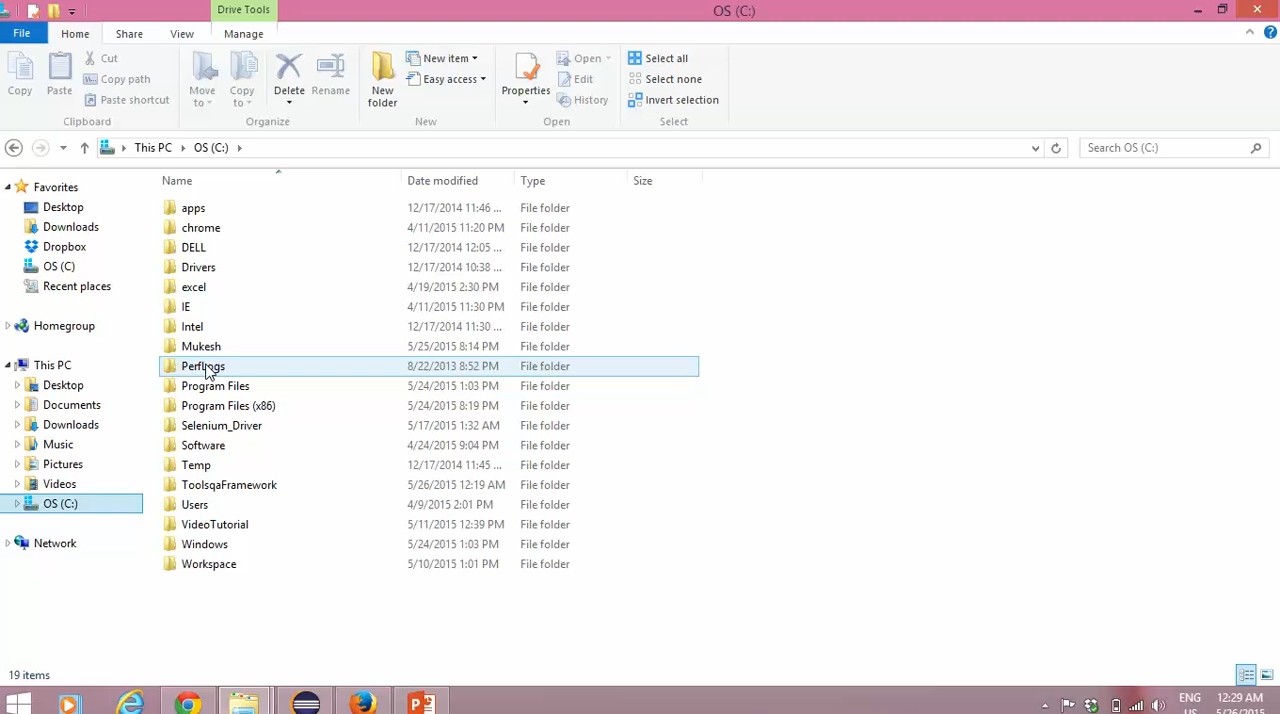 Drive Tools
OS (C:)
File
Home
Share
View
Manage
Copy
Paste
Cut
Copy path
Paste shortcut
Clipboard
Move to
Copy to
Delete
Rename
Organize
New folder
New item
Easy access
New
Properties
Open
Edit
History
Open
Select all
Select none
Invert selection
Select
This PC
OS (C:)
Search OS (C:)
Favorites
Desktop
Downloads
Dropbox
OS (C)
Recent places
Homegroup
This PC
Desktop
Documents
Downloads
Music
Pictures
Videos
OS (C:)
Network
Name Date modified Type Size
apps 12/17/2014 11:46 ... File folder
chrome 4/11/2015 11:20 PM File folder
DELL 12/17/2014 12:05 ... File folder
Drivers 12/17/2014 10:38 ... File folder
excel 4/19/2015 2:30 PM File folder
IE 4/11/2015 11:30 PM File folder
Intel 12/17/2014 11:30 ... File folder
Mukesh 5/25/2015 8:14 PM File folder
PerfLogs 8/22/2013 8:52 PM File folder
Program Files 5/24/2015 1:03 PM File folder
Program Files (x86) 5/24/2015 8:19 PM File folder
Selenium_Driver 5/17/2015 1:32 AM File folder
Software 4/24/2015 9:04 PM File folder
Temp 12/17/2014 11:45 ... File folder
ToolsqaFramework 5/26/2015 12:19 AM File folder
Users 4/9/2015 2:01 PM File folder
VideoTutorial 5/11/2015 12:39 PM File folder
Windows 5/24/2015 1:03 PM File folder
Workspace 5/10/2015 1:01 PM File folder
19 items
ENG 12:29 AM
US 5/26/2015